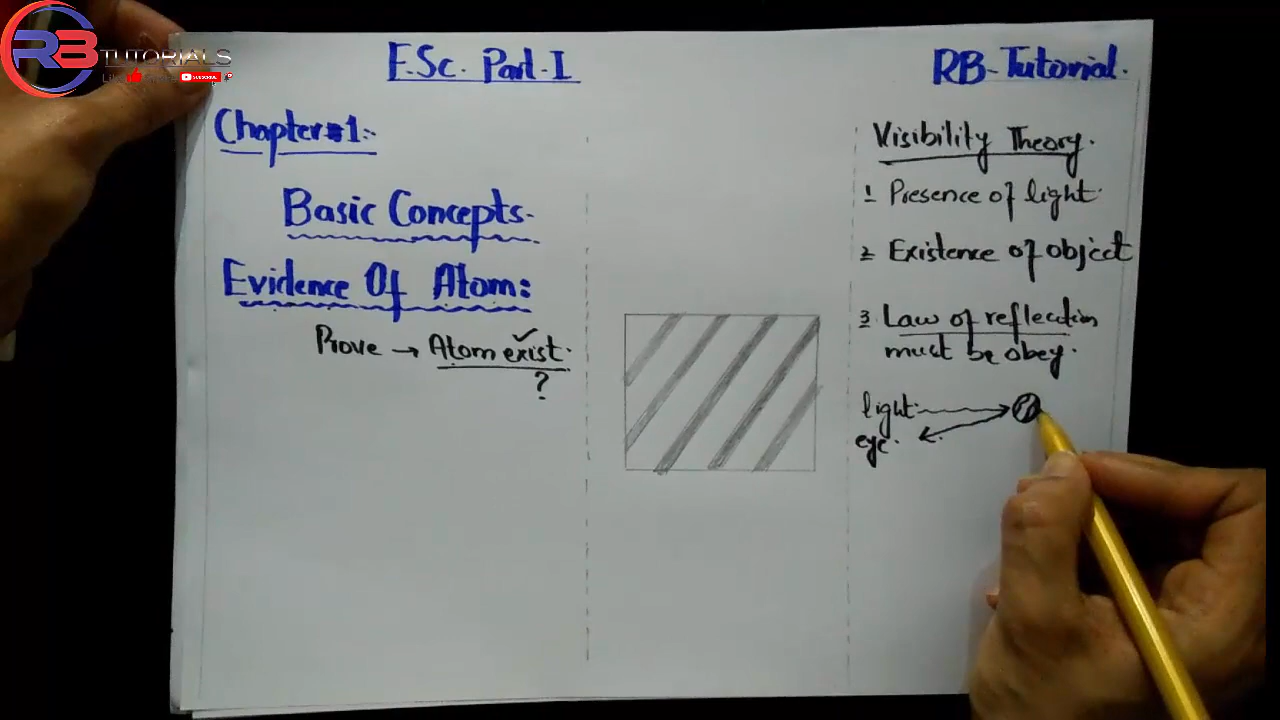 RB TUTORIALS
F.Sc. Part-I
RB-Tutorial.
Chapter#1:-
Basic Concepts.
Evidence Of Atom:
Prove → Atom exist.
?
Visibility Theory.
1 Presence of light
2 Existence of object
3 Law of reflection
must be obey.
light
eye.